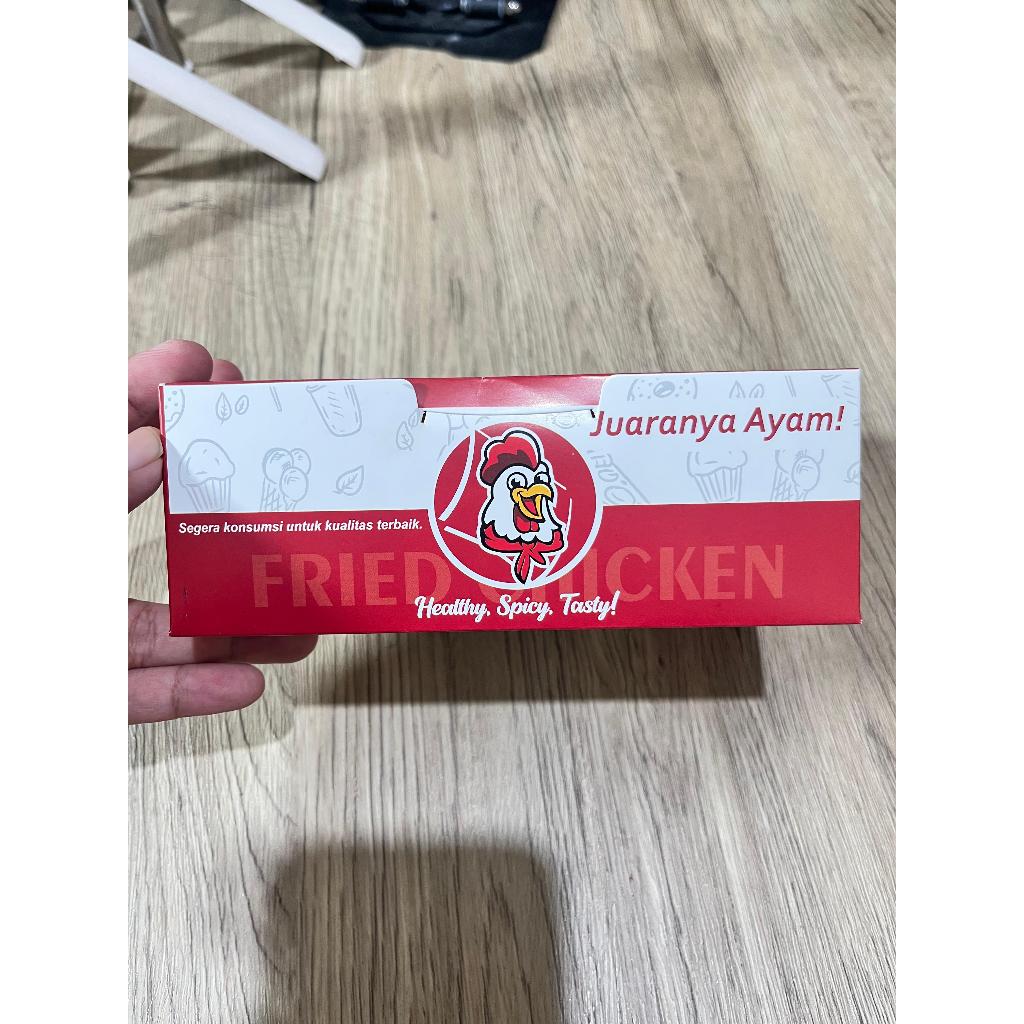 Juaranya Ayam!
Segera konsumsi untuk kualitas terbaik.
FRIED CHICKEN
Healthy, Spicy, Tasty!